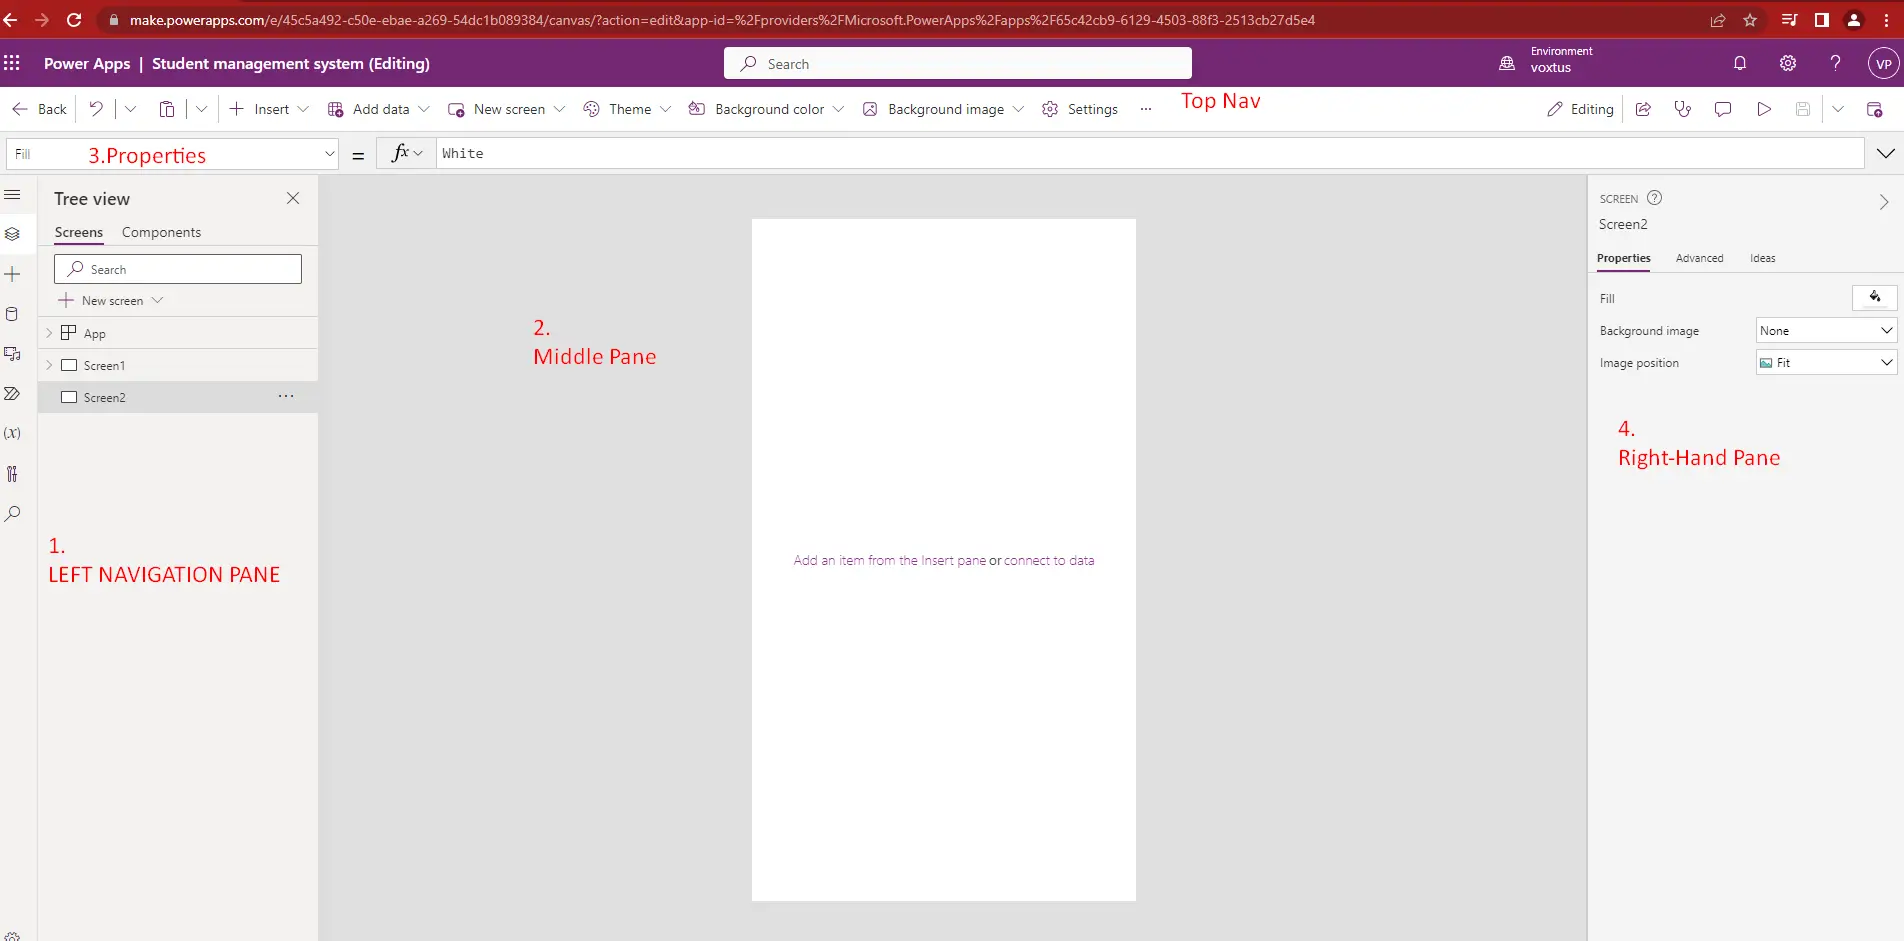 make.powerapps.com/e/45c5a492-c50e-ebae-a269-54dc1b089384/canvas/?action=edit&app-id=%2Fproviders%2FMicrosoft.PowerApps%2Fapps%2F65c42cb9-6129-4503-88f3-2513cb27d5e4
Power Apps | Student management system (Editing)
Search
Environment
voxtus
?
VP
Back
Insert
Add data
New screen
Theme
Background color
Background image
Settings
...
Top Nav
Editing
Fill
3.Properties
=
fx
White
Tree view
Screens
Components
Search
New screen
App
Screen1
Screen2
...
(x)
1.
LEFT NAVIGATION PANE
2.
Middle Pane
Add an item from the Insert pane or connect to data
SCREEN ?
Screen2
Properties
Advanced
Ideas
Fill
Background image
None
Image position
Fit
4.
Right-Hand Pane